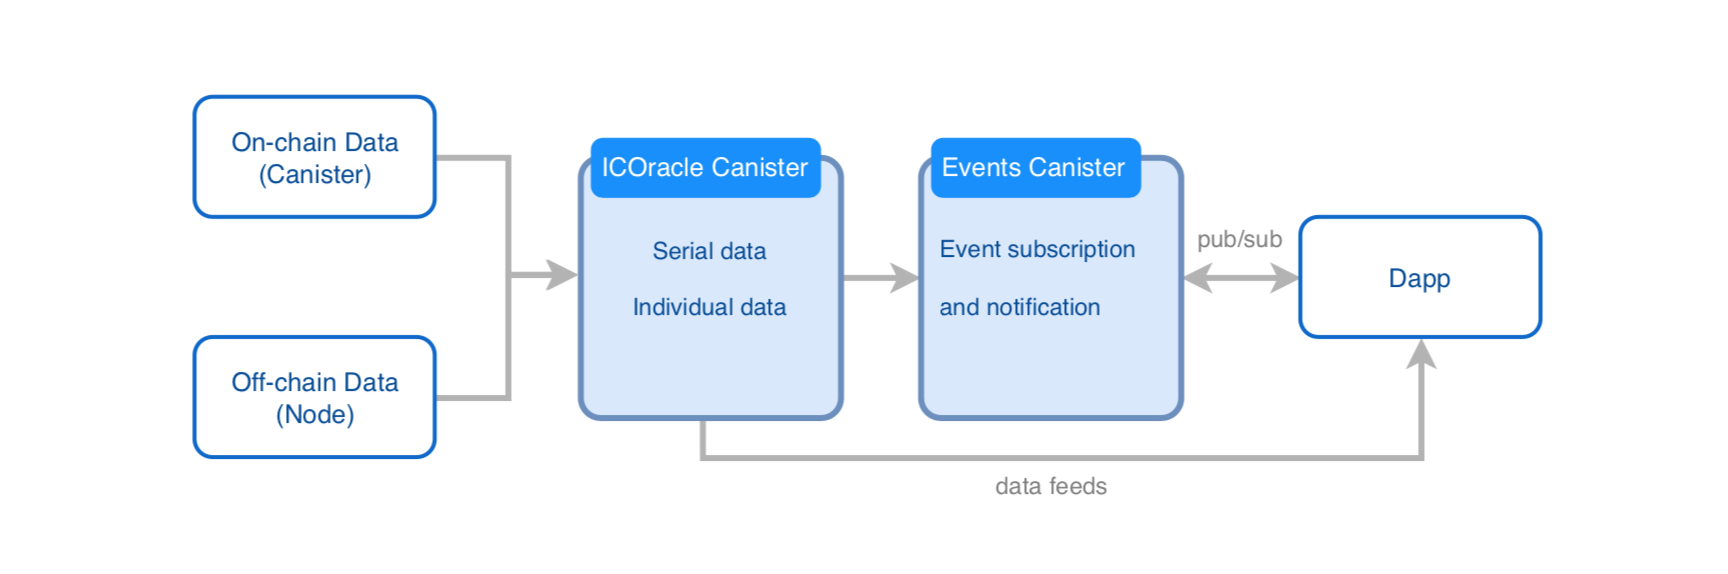 On-chain Data
(Canister)
Off-chain Data
(Node)
ICOracle Canister
Serial data
Individual data
Events Canister
Event subscription
and notification
pub/sub
Dapp
data feeds